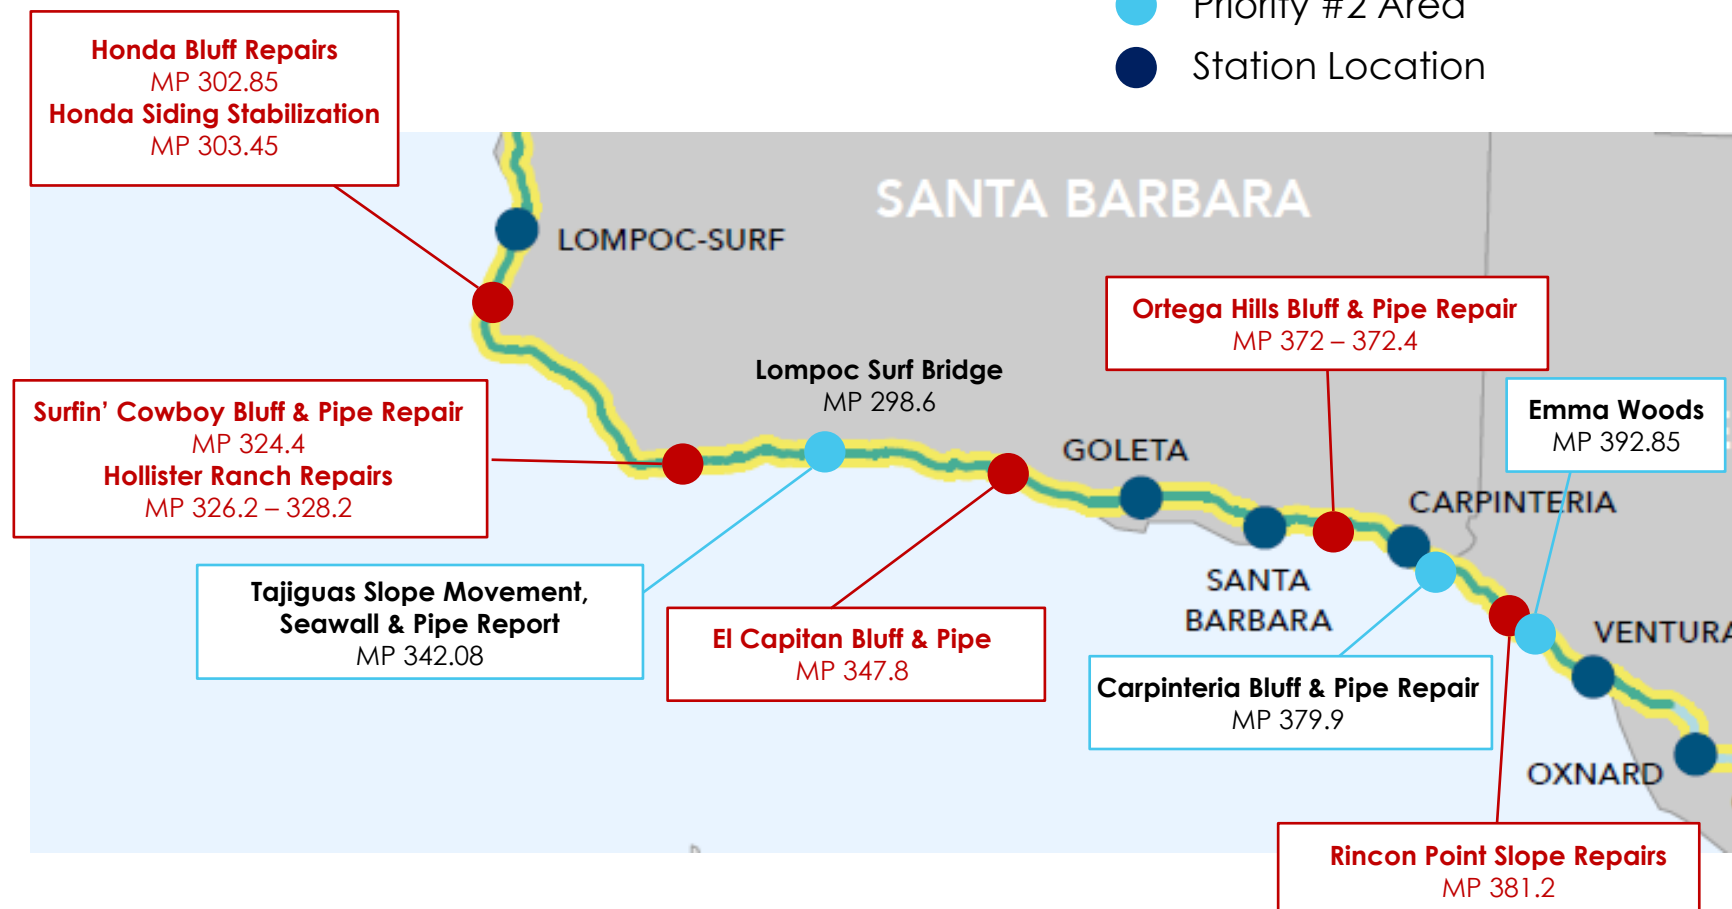 Priority #2 Area
Station Location
Honda Bluff Repairs
MP 302.85
Honda Siding Stabilization
MP 303.45
SANTA BARBARA
LOMPOC-SURF
Ortega Hills Bluff & Pipe Repair
MP 372 – 372.4
Lompoc Surf Bridge
MP 298.6
Emma Woods
MP 392.85
Surfin’ Cowboy Bluff & Pipe Repair
MP 324.4
Hollister Ranch Repairs
MP 326.2 – 328.2
GOLETA
CARPINTERIA
Tajiguas Slope Movement,
Seawall & Pipe Report
MP 342.08
SANTA
BARBARA
El Capitan Bluff & Pipe
MP 347.8
VENTURA
Carpinteria Bluff & Pipe Repair
MP 379.9
OXNARD
Rincon Point Slope Repairs
MP 381.2